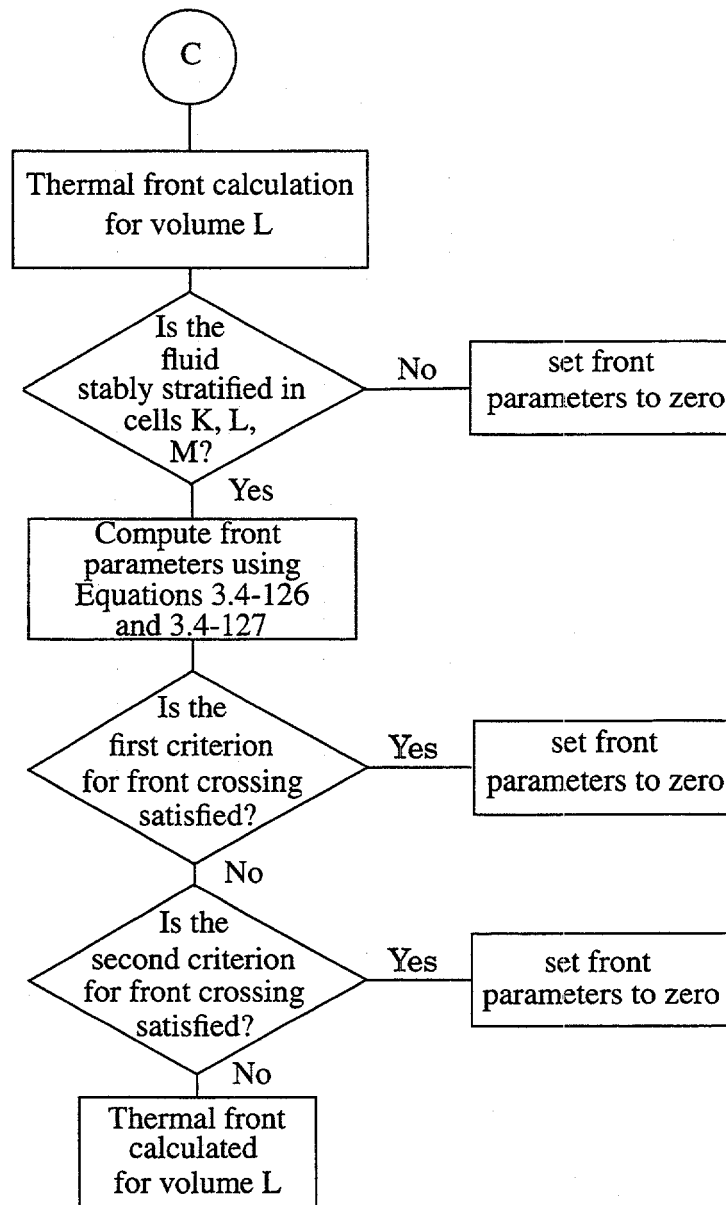 C
Thermal front calculation
for volume L
Is the
fluid
stably stratified in
cells K, L,
M?
No
set front
parameters to zero
Yes
Compute front
parameters using
Equations 3.4-126
and 3.4-127
Is the
first criterion
for front crossing
satisfied?
Yes
set front
parameters to zero
No
Is the
second criterion
for front crossing
satisfied?
Yes
set front
parameters to zero
No
Thermal front
calculated
for volume L